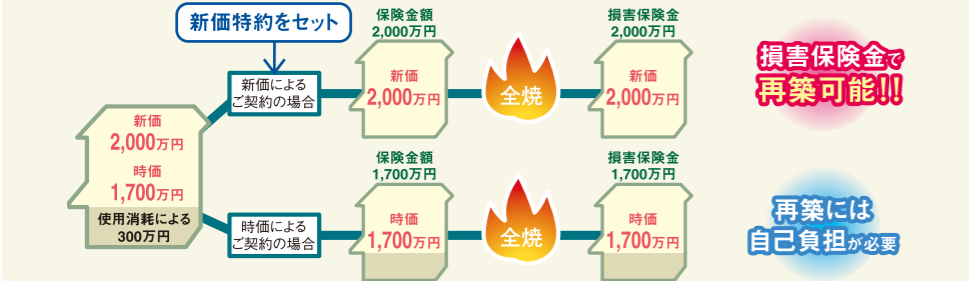 新価特約をセット
新価による
ご契約の場合
保険金額
2,000万円
新価
2,000万円
全焼
損害保険金
2,000万円
新価
2,000万円
損害保険金で
再築可能!!
新価
2,000万円
時価
1,700万円
使用消耗による
300万円
時価による
ご契約の場合
保険金額
1,700万円
時価
1,700万円
全焼
損害保険金
1,700万円
時価
1,700万円
再築には
自己負担が必要